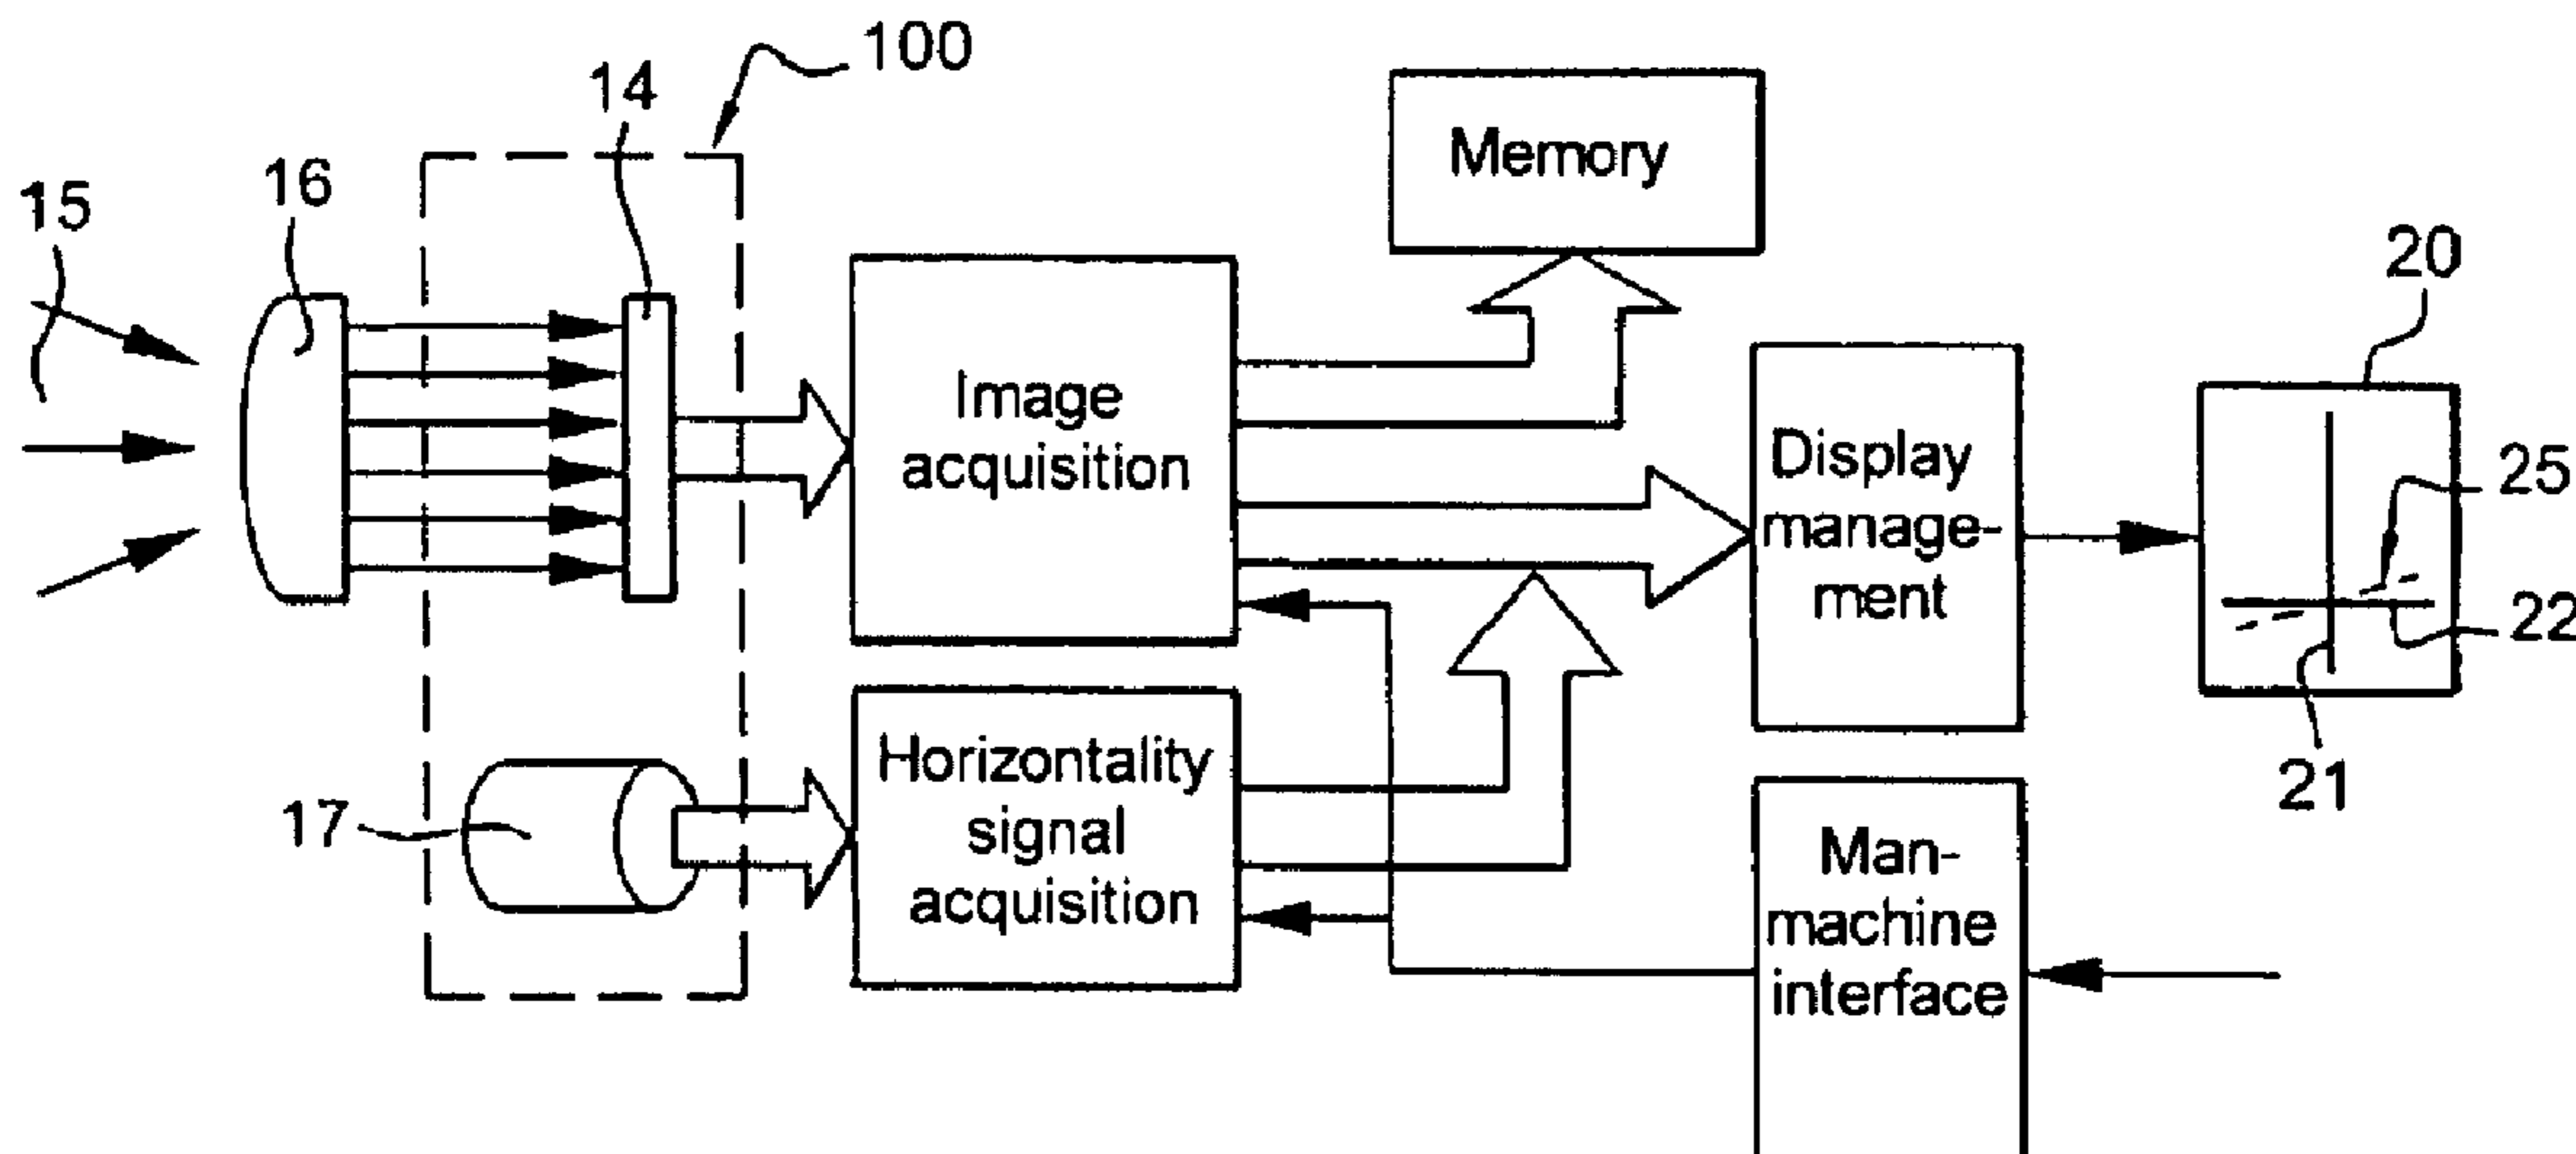 100
14
16
15
Memory
20
Image
acquisition
Display
manage-
ment
25
22
21
17
Horizontality
signal
acquisition
Man-
machine
interface